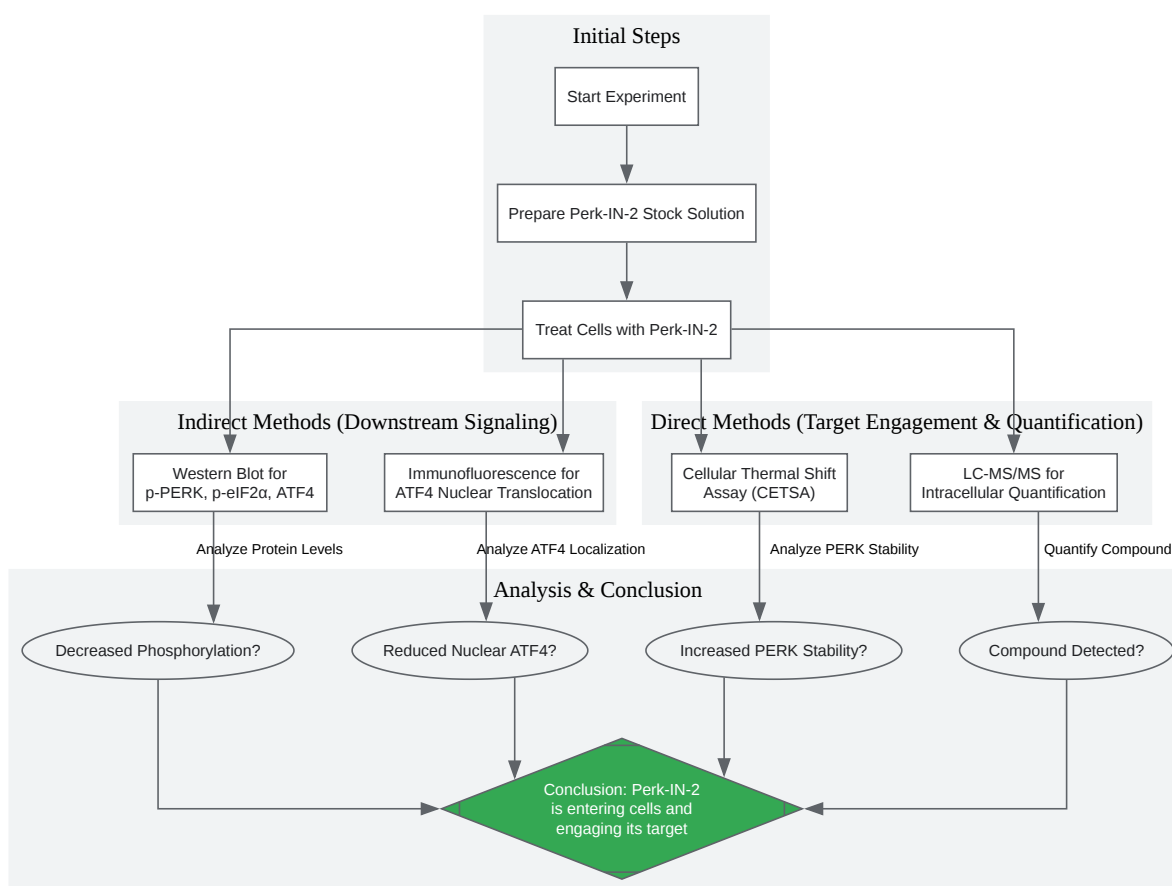 Initial Steps
Start Experiment
Prepare Perk-IN-2 Stock Solution
Treat Cells with Perk-IN-2
Indirect Methods (Downstream Signaling)
Direct Methods (Target Engagement & Quantification)
Western Blot for
p-PERK, p-eIF2α, ATF4
Immunofluorescence for
ATF4 Nuclear Translocation
Cellular Thermal Shift
Assay (CETSA)
LC-MS/MS for
Intracellular Quantification
Analyze Protein Levels
Analyze ATF4 Localization
Analyze PERK Stability
Quantify Compound
Analysis & Conclusion
Decreased Phosphorylation?
Reduced Nuclear ATF4?
Increased PERK Stability?
Compound Detected?
Conclusion: Perk-IN-2
is entering cells and
engaging its target